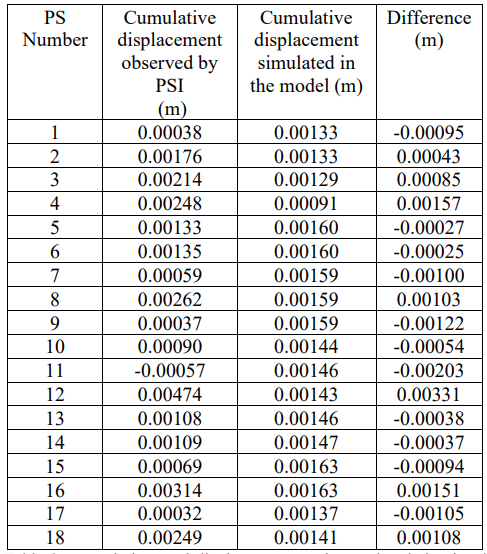 PS Number | Cumulative displacement observed by PSI (m) | Cumulative displacement simulated in the model (m) | Difference (m)
1 | 0.00038 | 0.00133 | -0.00095
2 | 0.00176 | 0.00133 | 0.00043
3 | 0.00214 | 0.00129 | 0.00085
4 | 0.00248 | 0.00091 | 0.00157
5 | 0.00133 | 0.00160 | -0.00027
6 | 0.00135 | 0.00160 | -0.00025
7 | 0.00059 | 0.00159 | -0.00100
8 | 0.00262 | 0.00159 | 0.00103
9 | 0.00037 | 0.00159 | -0.00122
10 | 0.00090 | 0.00144 | -0.00054
11 | -0.00057 | 0.00146 | -0.00203
12 | 0.00474 | 0.00143 | 0.00331
13 | 0.00108 | 0.00146 | -0.00038
14 | 0.00109 | 0.00147 | -0.00037
15 | 0.00069 | 0.00163 | -0.00094
16 | 0.00314 | 0.00163 | 0.00151
17 | 0.00032 | 0.00137 | -0.00105
18 | 0.00249 | 0.00141 | 0.00108